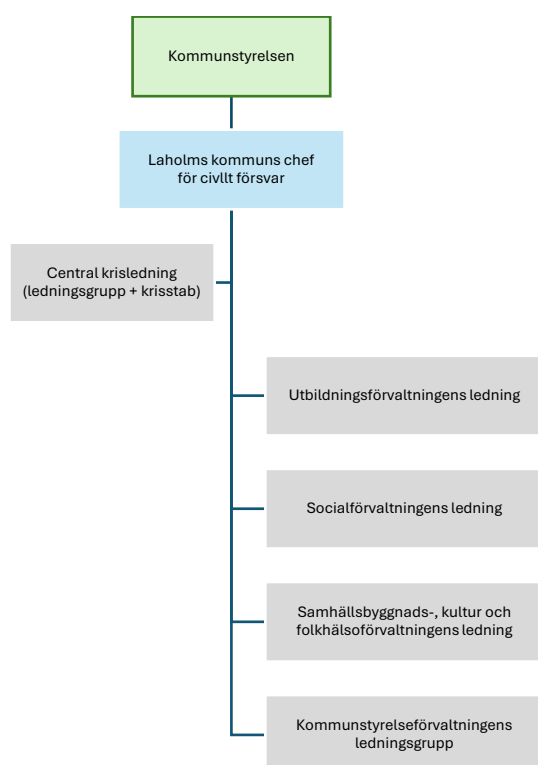 Kommunstyrelsen
Laholms kommuns chef
för civllt försvar
Central krisledning
(ledningsgrupp + krisstab)
Utbildningsförvaltningens ledning
Socialförvaltningens ledning
Samhällsbyggnads-, kultur och
folkhälsoförvaltningens ledning
Kommunstyrelseförvaltningens
ledningsgrupp